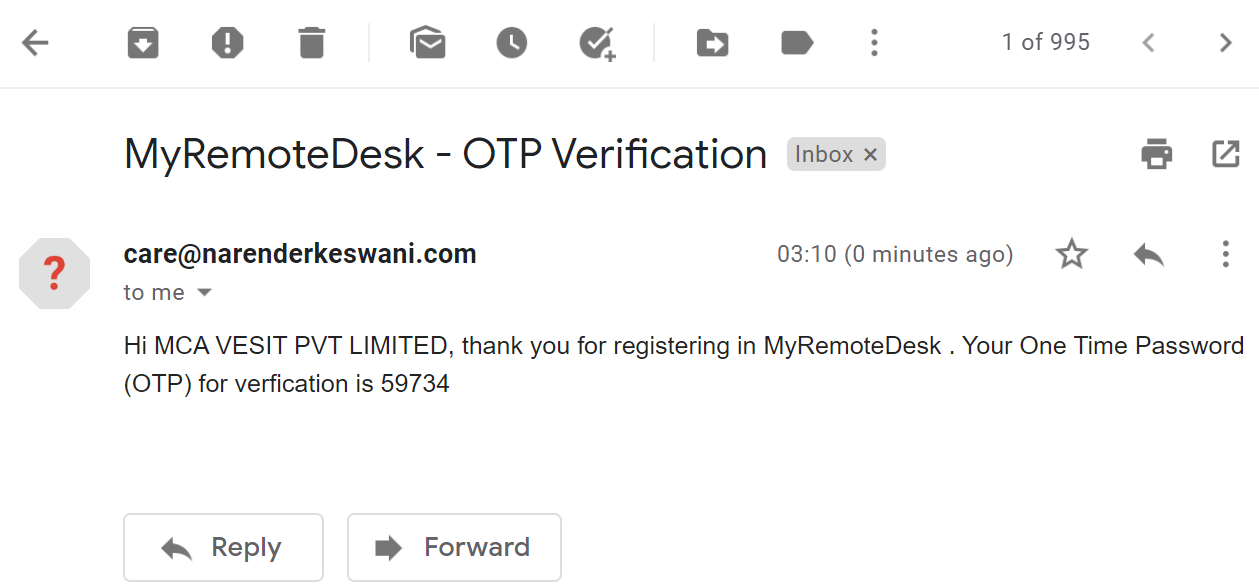 1 of 995
MyRemoteDesk - OTP Verification Inbox ×
?
care@narenderkeswani.com 03:10 (0 minutes ago)
to me
Hi MCA VESIT PVT LIMITED, thank you for registering in MyRemoteDesk . Your One Time Password
(OTP) for verfication is 59734
Reply Forward